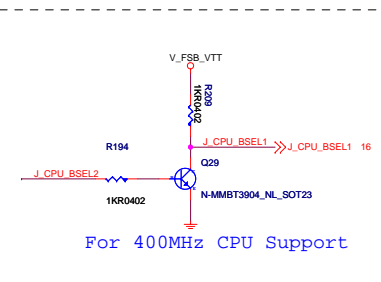 V_FSB_VTT
R209
1KR0402
J_CPU_BSEL1
J_CPU_BSEL1 16
R194
Q29
J_CPU_BSEL2
1KR0402
N-MMBT3904_NL_SOT23
For 400MHz CPU Support